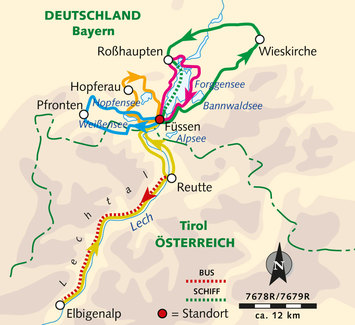 DEUTSCHLAND
Bayern
Roßhaupten
Wieskirche
Hopferau
Forggensee
Pfronten
Hopfensee
Bannwaldsee
Weißensee
Füssen
Alpsee
Reutte
Lechtal
Lech
Tirol
ÖSTERREICH
N
BUS
SCHIFF
7678R/7679R
Elbigenalp
= Standort
ca. 12 km